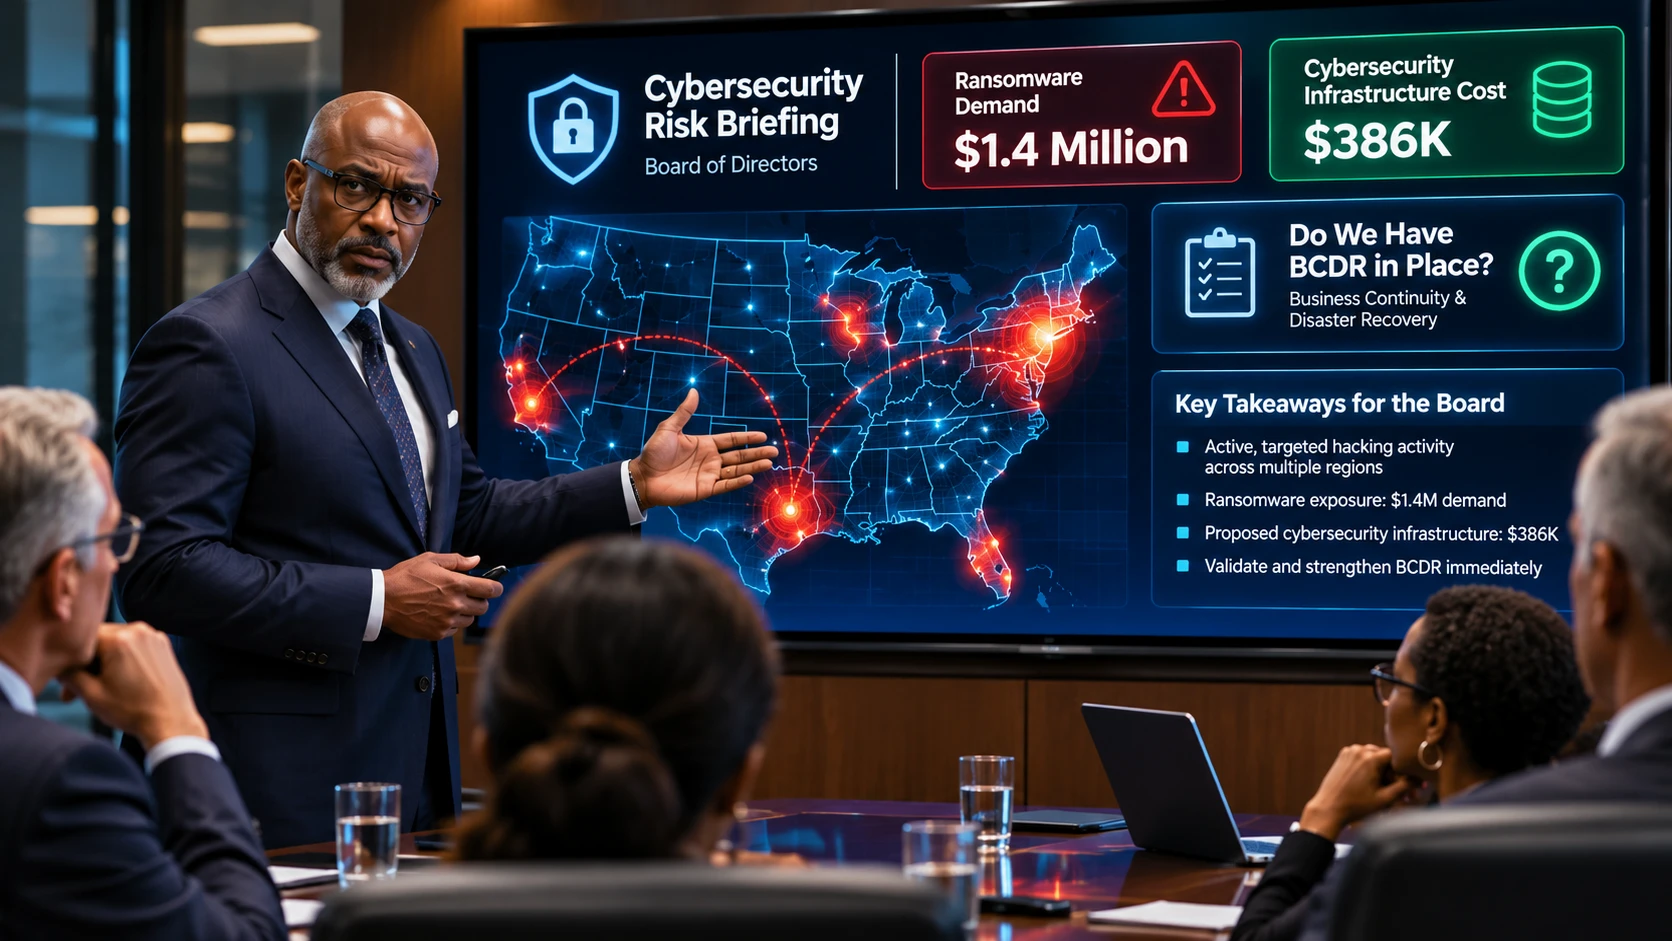 Cybersecurity
Risk Briefing
Board of Directors
Ransomware
Demand
$1.4 Million
Cybersecurity
Infrastructure Cost
$386K
Do We Have
BCDR in Place?
Business Continuity &
Disaster Recovery
Key Takeaways for the Board
Active, targeted hacking activity
across multiple regions
Ransomware exposure: $1.4M demand
Proposed cybersecurity infrastructure: $386K
Validate and strengthen BCDR immediately